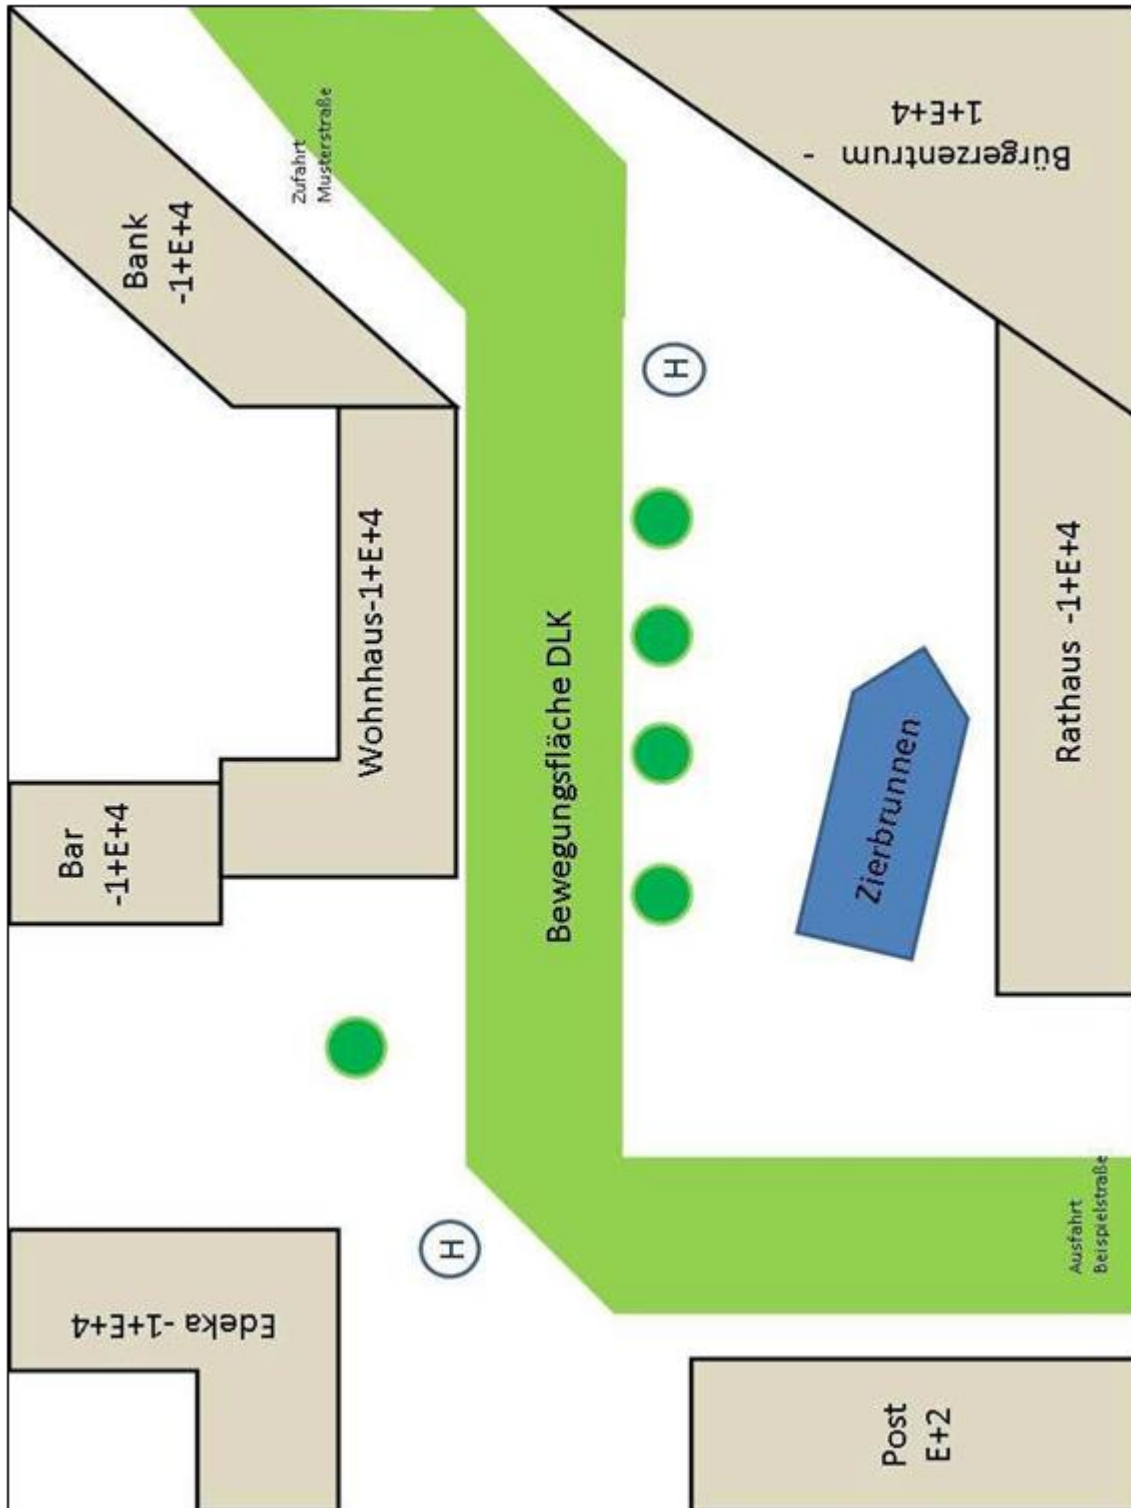 Zufahrt
Musterstraße
Bank
-1+E+4
Bürgerzentrum -
1+E+4
H
Wohnhaus-1+E+4
Bar
-1+E+4
Bewegungsfläche DLK
Zierbrunnen
Rathaus -1+E+4
H
Edeka -1+E+4
Ausfahrt
Beispielstraße
Post
E+2